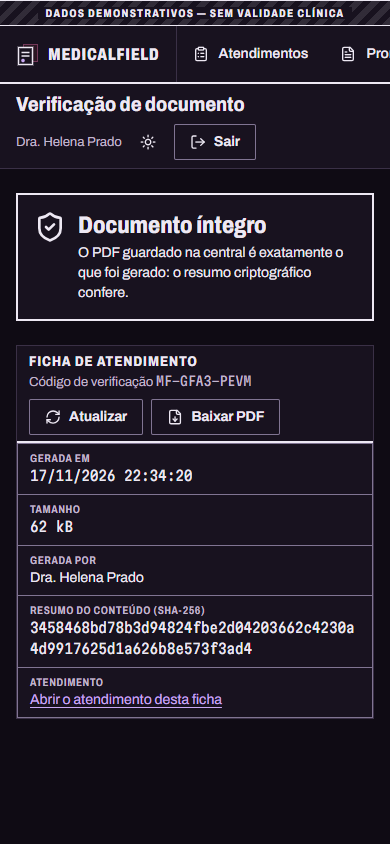 DADOS DEMONSTRATIVOS — SEM VALIDADE CLÍNICA
MEDICALFIELD
Atendimentos
Pro
Verificação de documento
Dra. Helena Prado
Sair
Documento íntegro
O PDF guardado na central é exatamente o
que foi gerado: o resumo criptográfico
confere.
FICHA DE ATENDIMENTO
Código de verificação MF-GFA3-PEVM
Atualizar
Baixar PDF
GERADA EM
17/11/2026 22:34:20
TAMANHO
62 kB
GERADA POR
Dra. Helena Prado
RESUMO DO CONTEÚDO (SHA-256)
3458468bd78b3d94824fbe2d04203662c4230a
4d9917625d1a626b8e573f3ad4
ATENDIMENTO
Abrir o atendimento desta ficha